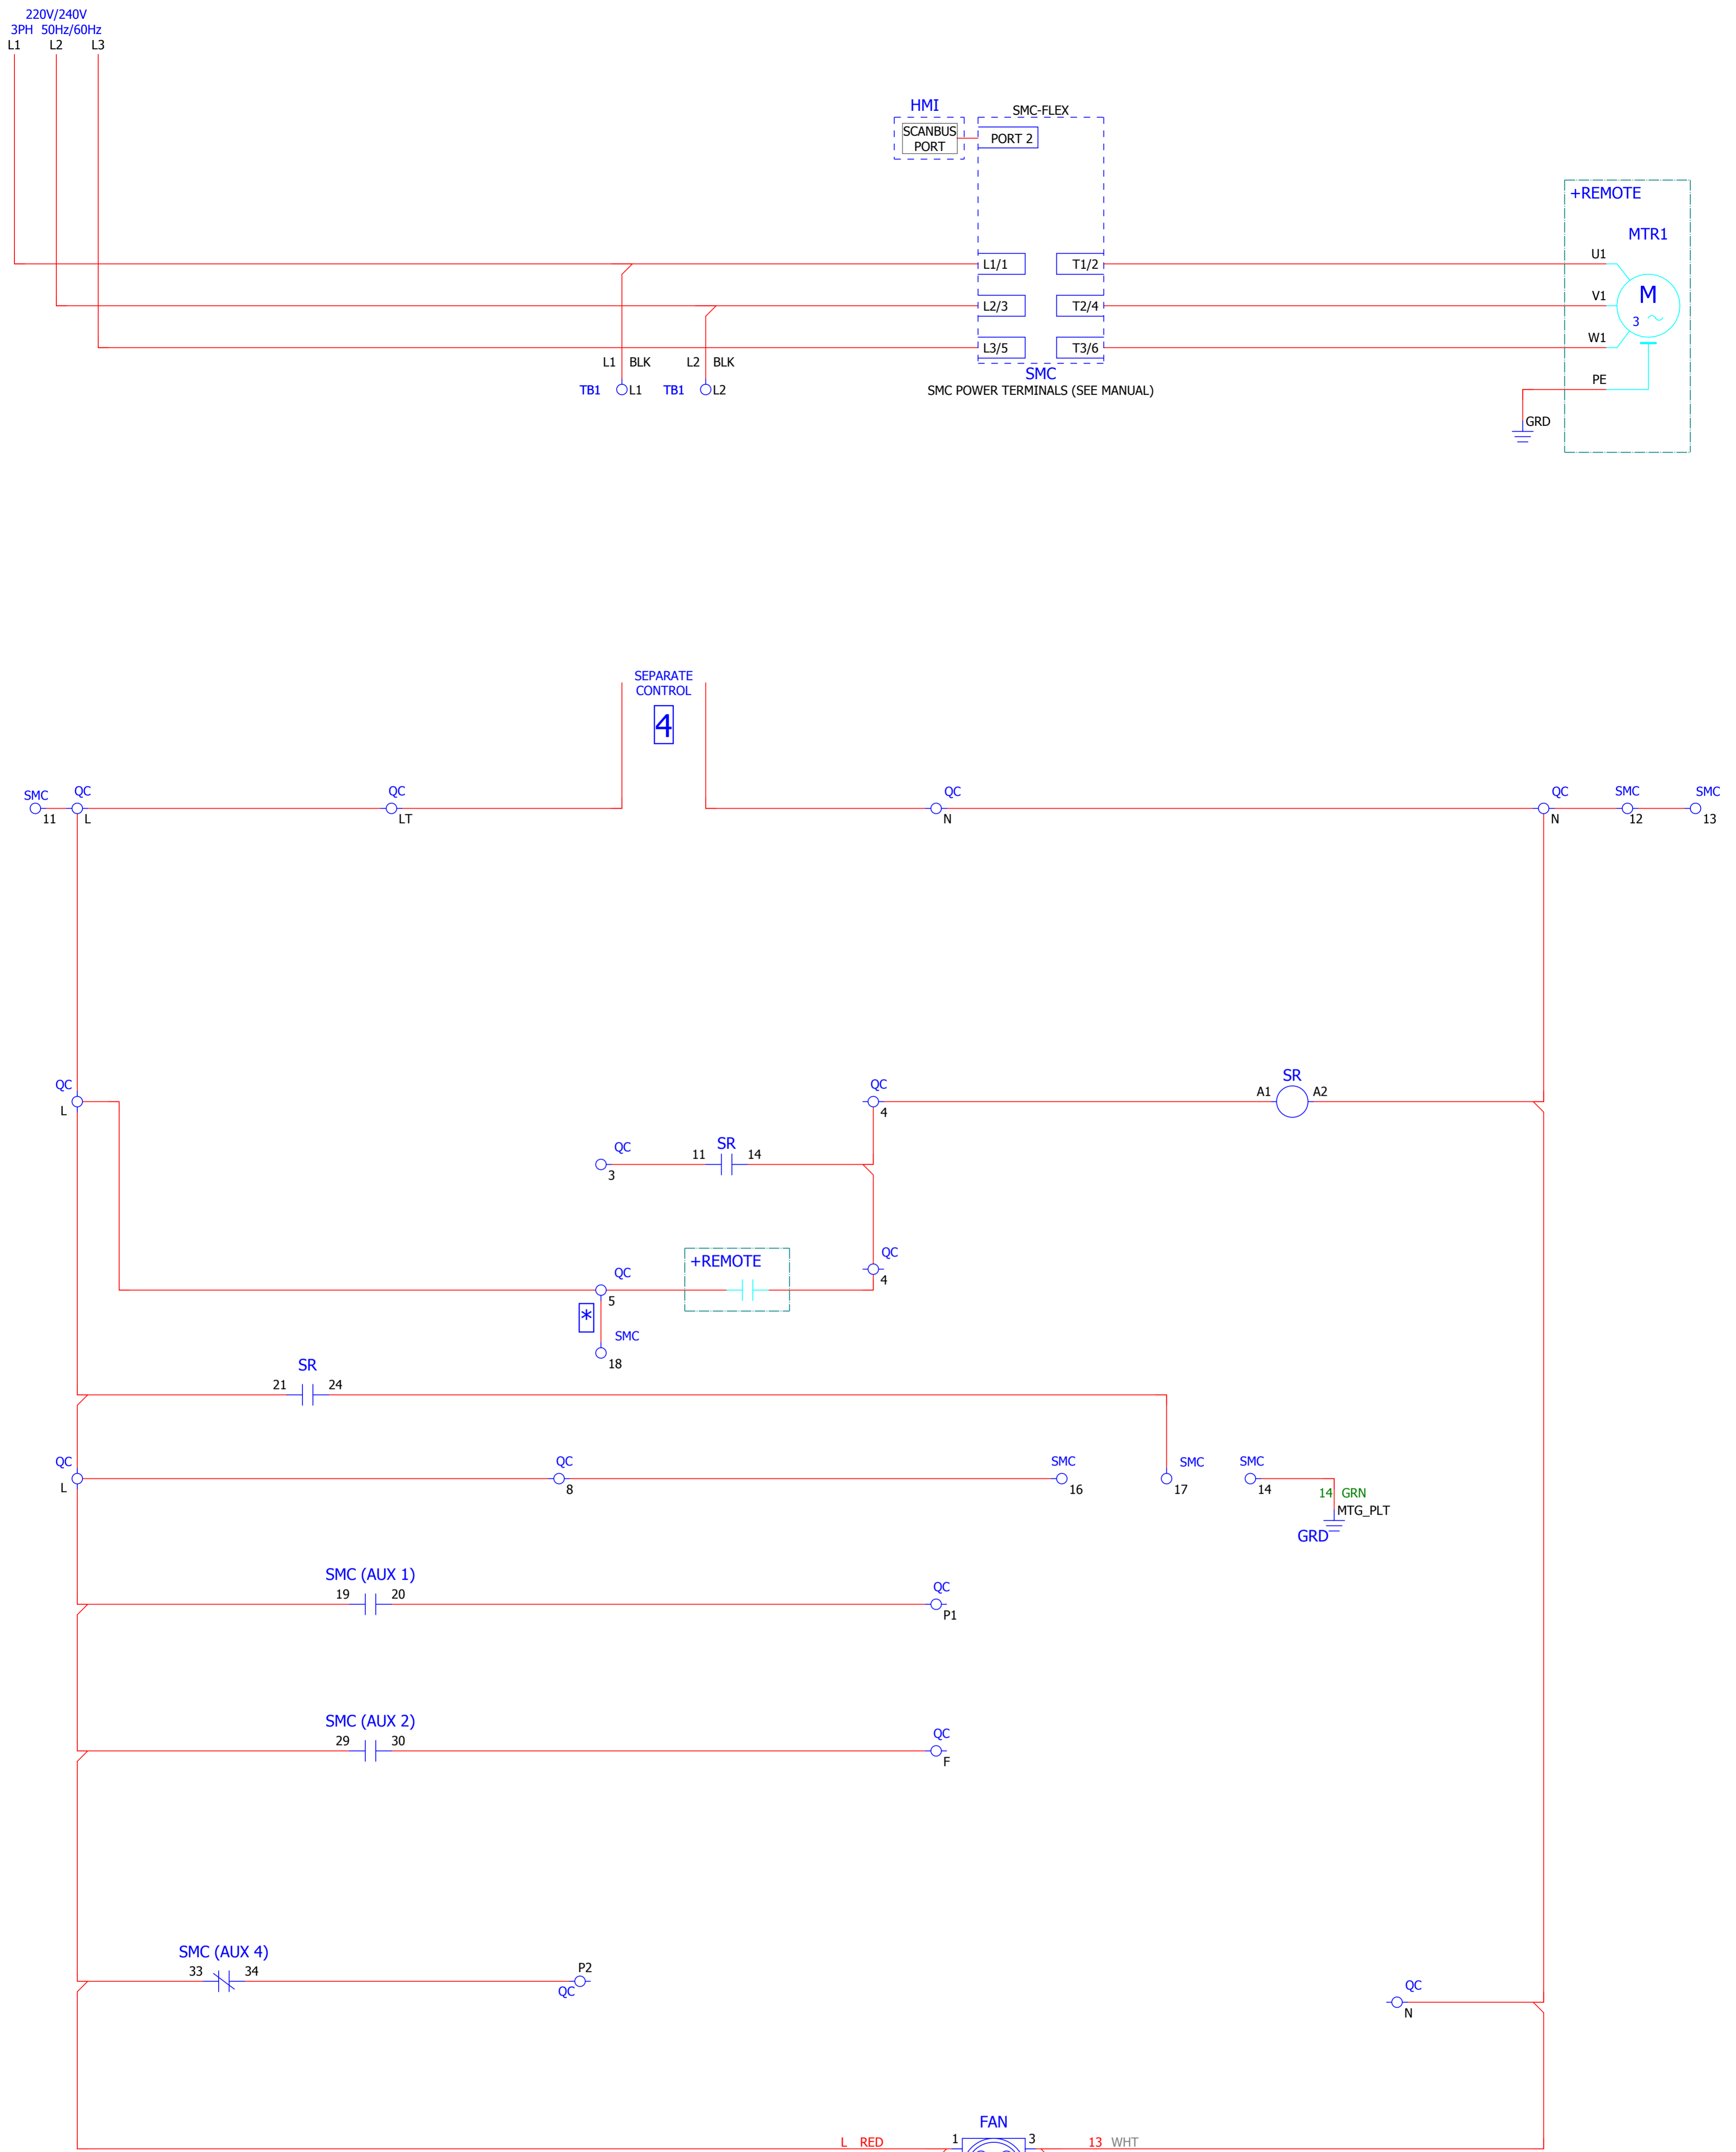 220V/240V
3PH 50Hz/60Hz
L1 L2 L3
HMI
SCANBUS
PORT
SMC-FLEX
PORT 2
+REMOTE
MTR1
L1/1 T1/2 U1
L2/3 T2/4 V1
M
3
L3/5 T3/6 W1
L1 BLK L2 BLK
SMC
SMC POWER TERMINALS (SEE MANUAL)
TB1 L1 TB1 L2
PE
GRD
SEPARATE
CONTROL
4
SMC QC QC QC QC SMC SMC
11 L LT N N 12 13
QC QC SR
L 4 A1 A2
QC SR
3 11 14
QC +REMOTE QC
5 4
*
SMC
18
SR
21 24
QC QC SMC SMC SMC
L 8 16 17 14
14 GRN
MTG_PLT
GRD
SMC (AUX 1)
19 20 QC
P1
SMC (AUX 2)
29 30 QC
F
SMC (AUX 4)
33 34 P2
QC
QC
N
FAN
L RED 1 3 13 WHT